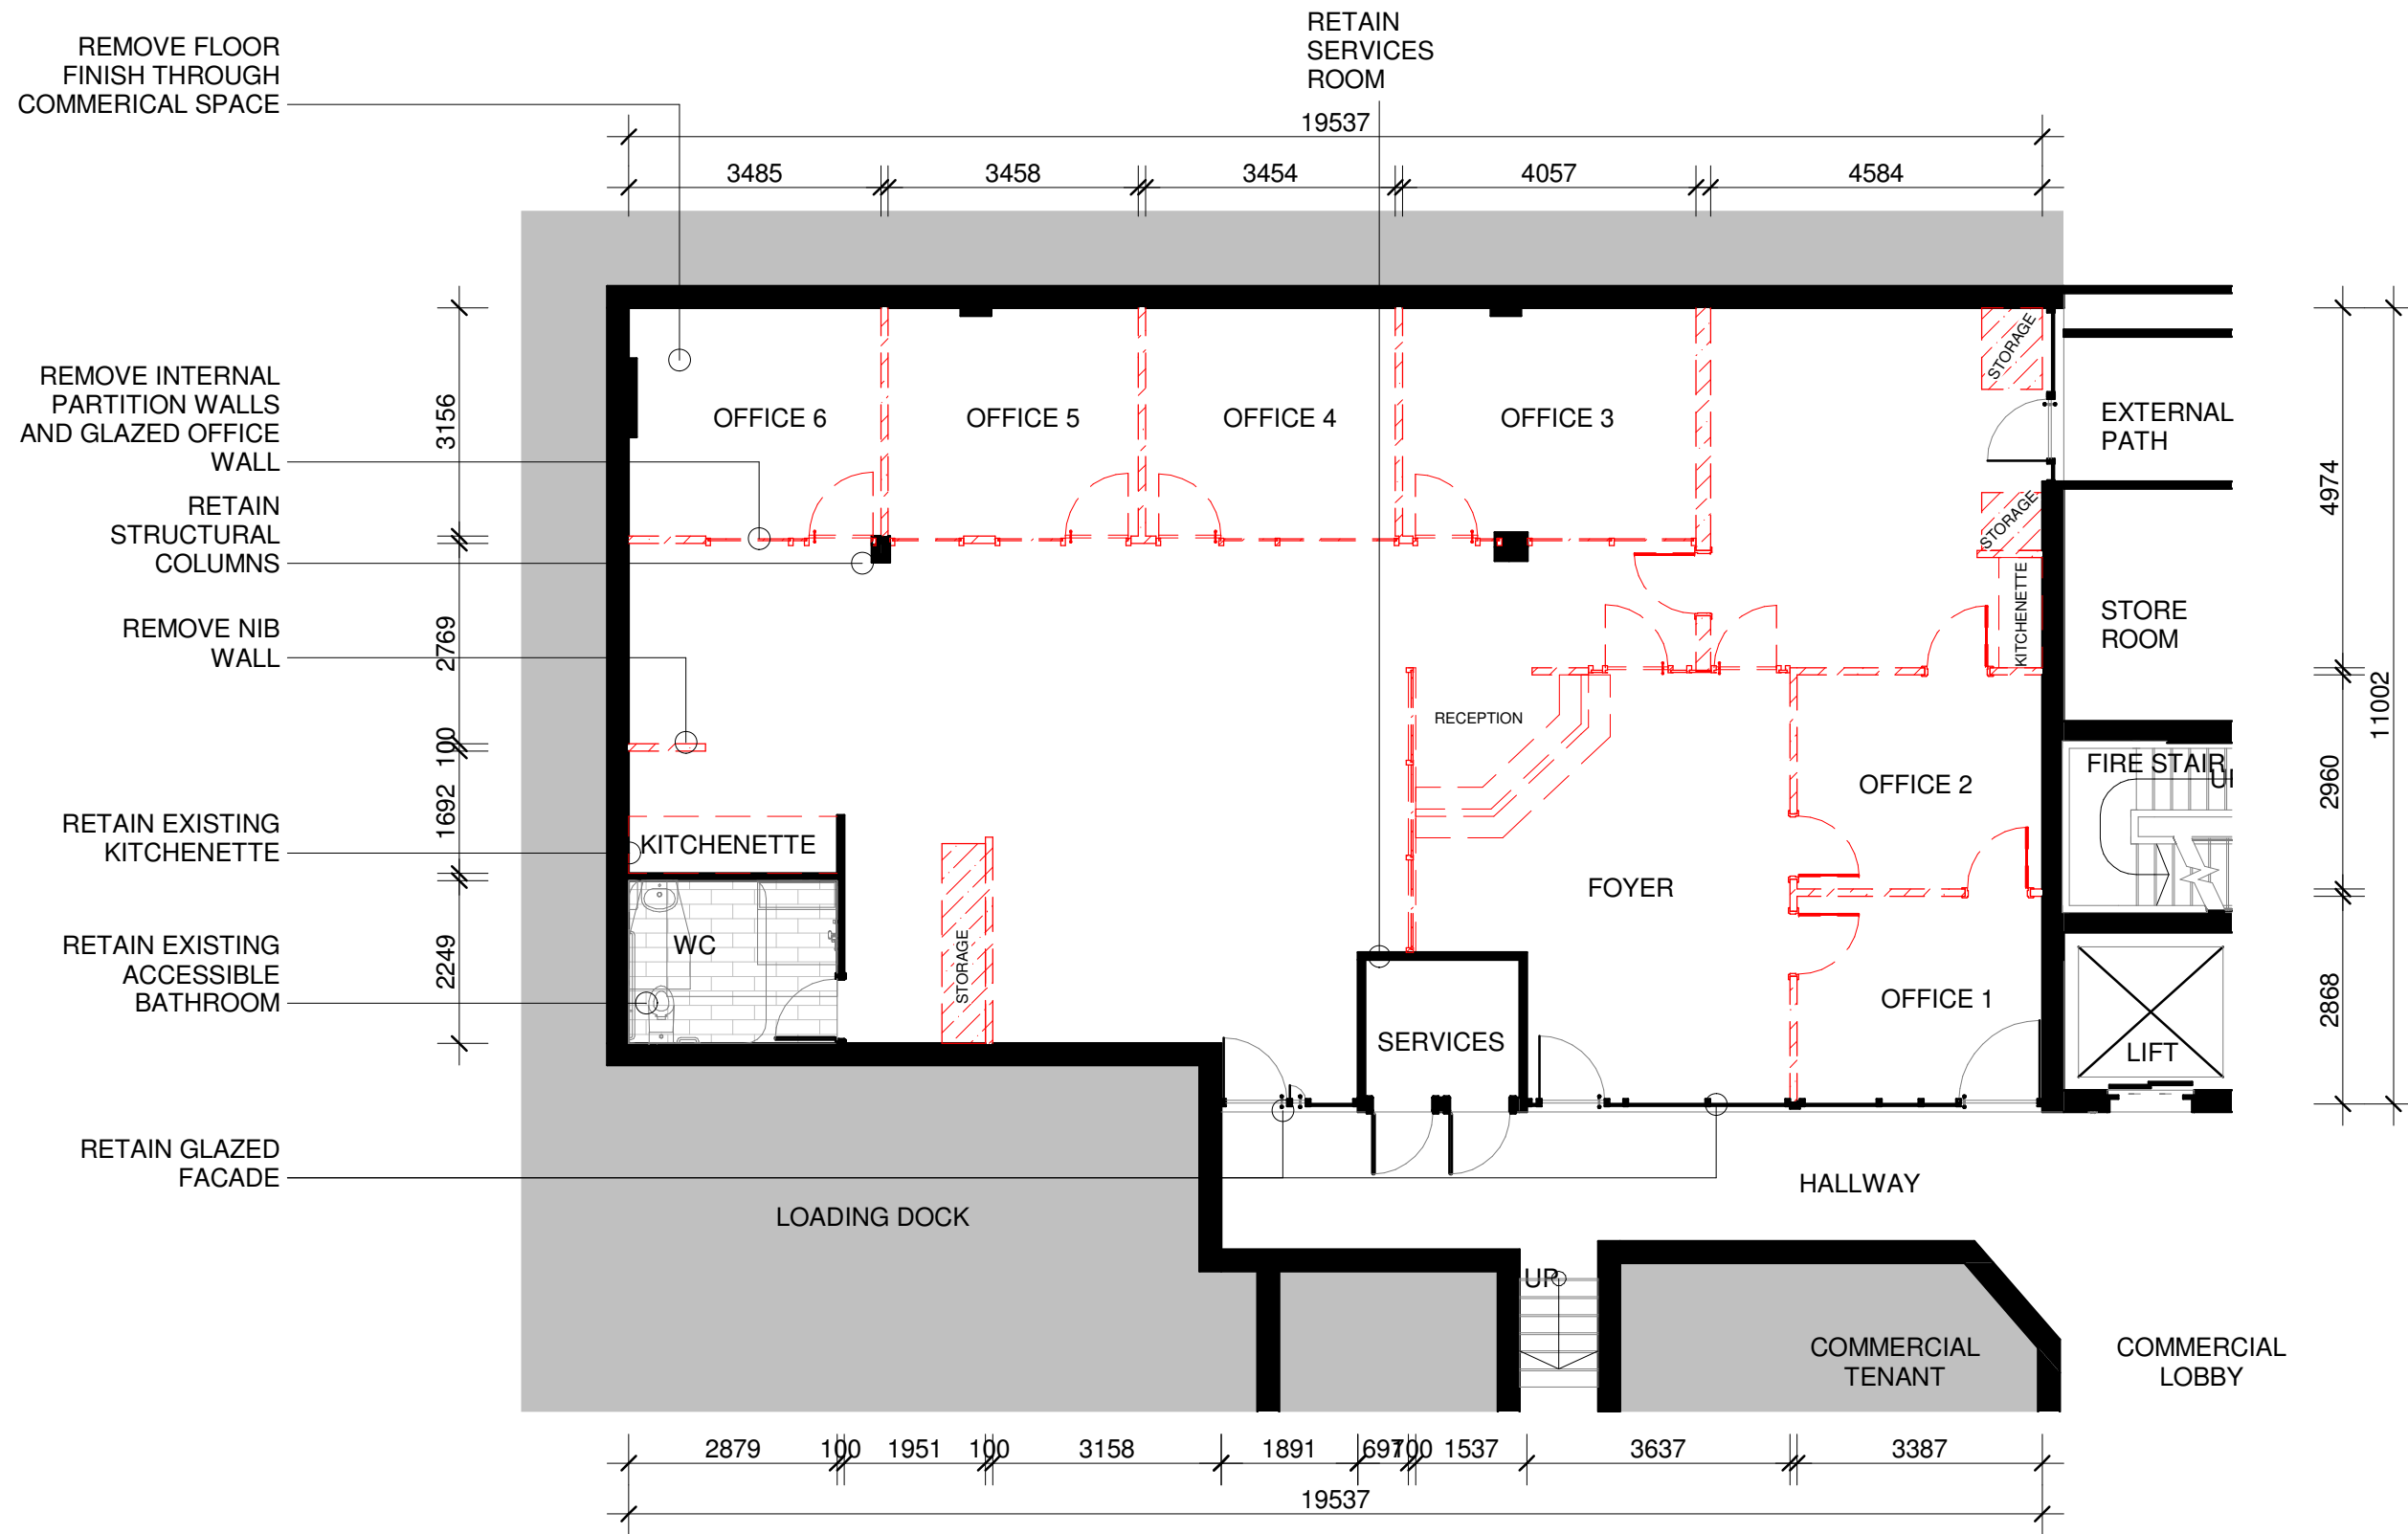 RETAIN
SERVICES
ROOM
REMOVE FLOOR
FINISH THROUGH
COMMERICAL SPACE
19537
3485
3458
3454
4057
4584
REMOVE INTERNAL
PARTITION WALLS
AND GLAZED OFFICE
WALL
RETAIN
STRUCTURAL
COLUMNS
REMOVE NIB
WALL
RETAIN EXISTING
KITCHENETTE
RETAIN EXISTING
ACCESSIBLE
BATHROOM
RETAIN GLAZED
FACADE
3156
2769
100
1692
2249
OFFICE 6
OFFICE 5
OFFICE 4
OFFICE 3
STORAGE
STORAGE
KITCHENETTE
EXTERNAL
PATH
STORE
ROOM
RECEPTION
OFFICE 2
FIRE STAIR
KITCHENETTE
FOYER
WC
STORAGE
OFFICE 1
SERVICES
LIFT
HALLWAY
LOADING DOCK
UP
COMMERCIAL
TENANT
COMMERCIAL
LOBBY
4974
2960
2868
11002
2879
100
1951
100
3158
1891
697
100
1537
3637
3387
19537